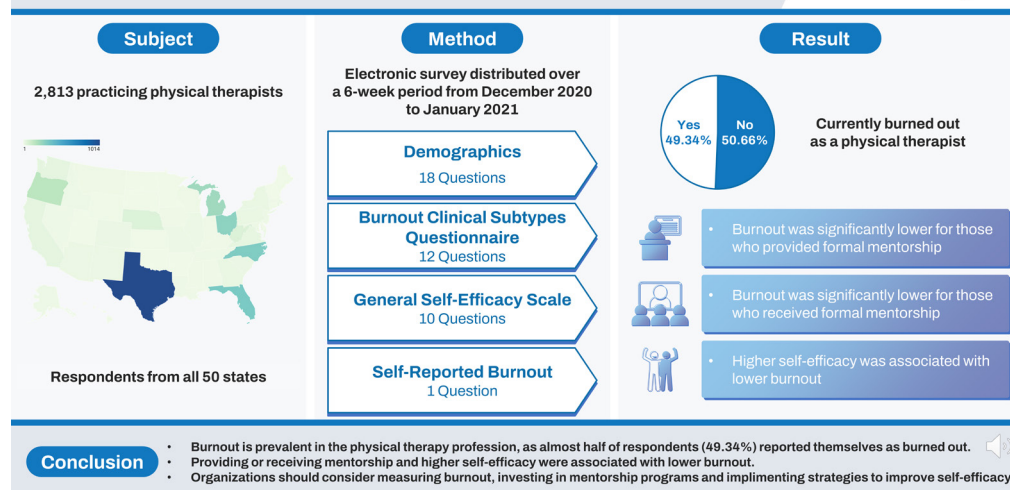 Subject
2,813 practicing physical therapists
1 1014
Respondents from all 50 states
Method
Electronic survey distributed over
a 6-week period from December 2020
to January 2021
Demographics
18 Questions
Burnout Clinical Subtypes
Questionnaire
12 Questions
General Self-Efficacy Scale
10 Questions
Self-Reported Burnout
1 Question
Result
Yes
49.34%
No
50.66%
Currently burned out
as a physical therapist
• Burnout was significantly lower for those
who provided formal mentorship
• Burnout was significantly lower for those
who received formal mentorship
• Higher self-efficacy was associated with
lower burnout
Conclusion
• Burnout is prevalent in the physical therapy profession, as almost half of respondents (49.34%) reported themselves as burned out.
• Providing or receiving mentorship and higher self-efficacy were associated with lower burnout.
• Organizations should consider measuring burnout, investing in mentorship programs and implimenting strategies to improve self-efficacy